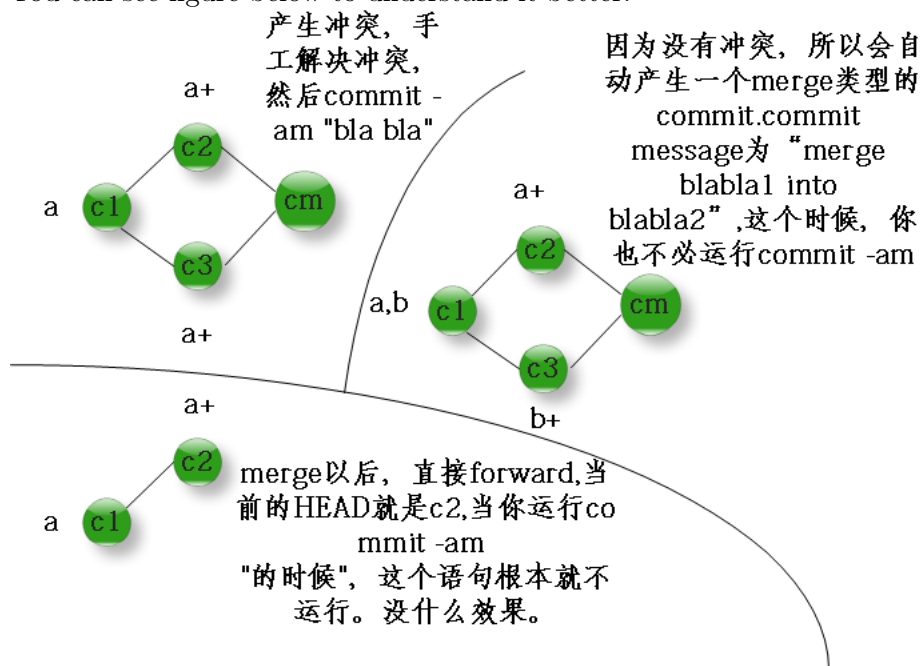 You can see figure below to understand it better.
产生冲突，手
工解决冲突，
然后commit -
am "bla bla"
a+
c2
a
c1
cm
c3
a+
因为没有冲突，所以会自
动产生一个merge类型的
commit.commit
message为“merge
blabla1 into
blabla2”,这个时候，你
也不必运行commit -am
a+
c2
a,b
c1
cm
c3
b+
a+
c2
a
c1
merge以后，直接forward,当
前的HEAD就是c2,当你运行co
mmit -am
"的时候"，这个语句根本就不
运行。没什么效果。